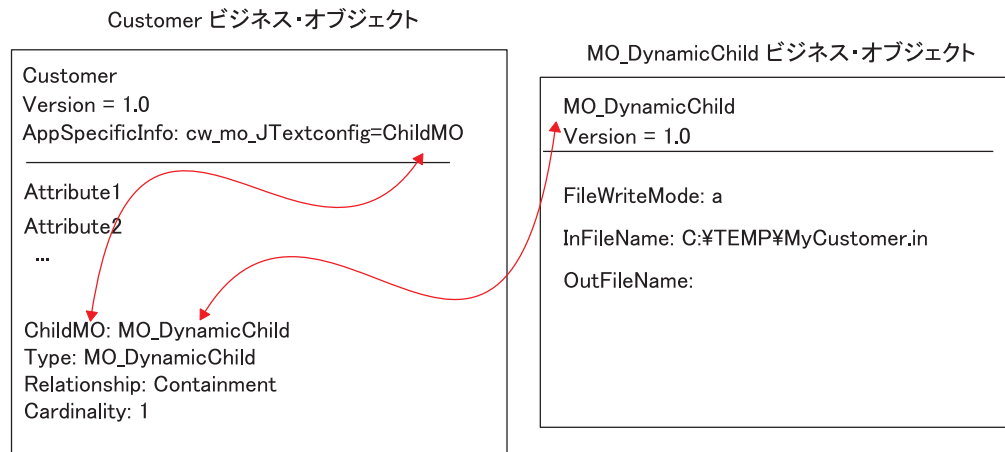 Customer ビジネス・オブジェクト
Customer
Version = 1.0
AppSpecificInfo: cw_mo_JTextconfig=ChildMO
Attribute1
Attribute2
...
ChildMO: MO_DynamicChild
Type: MO_DynamicChild
Relationship: Containment
Cardinality: 1
MO_DynamicChild ビジネス・オブジェクト
MO_DynamicChild
Version = 1.0
FileWriteMode: a
InFileName: C:¥TEMP¥MyCustomer.in
OutFileName: